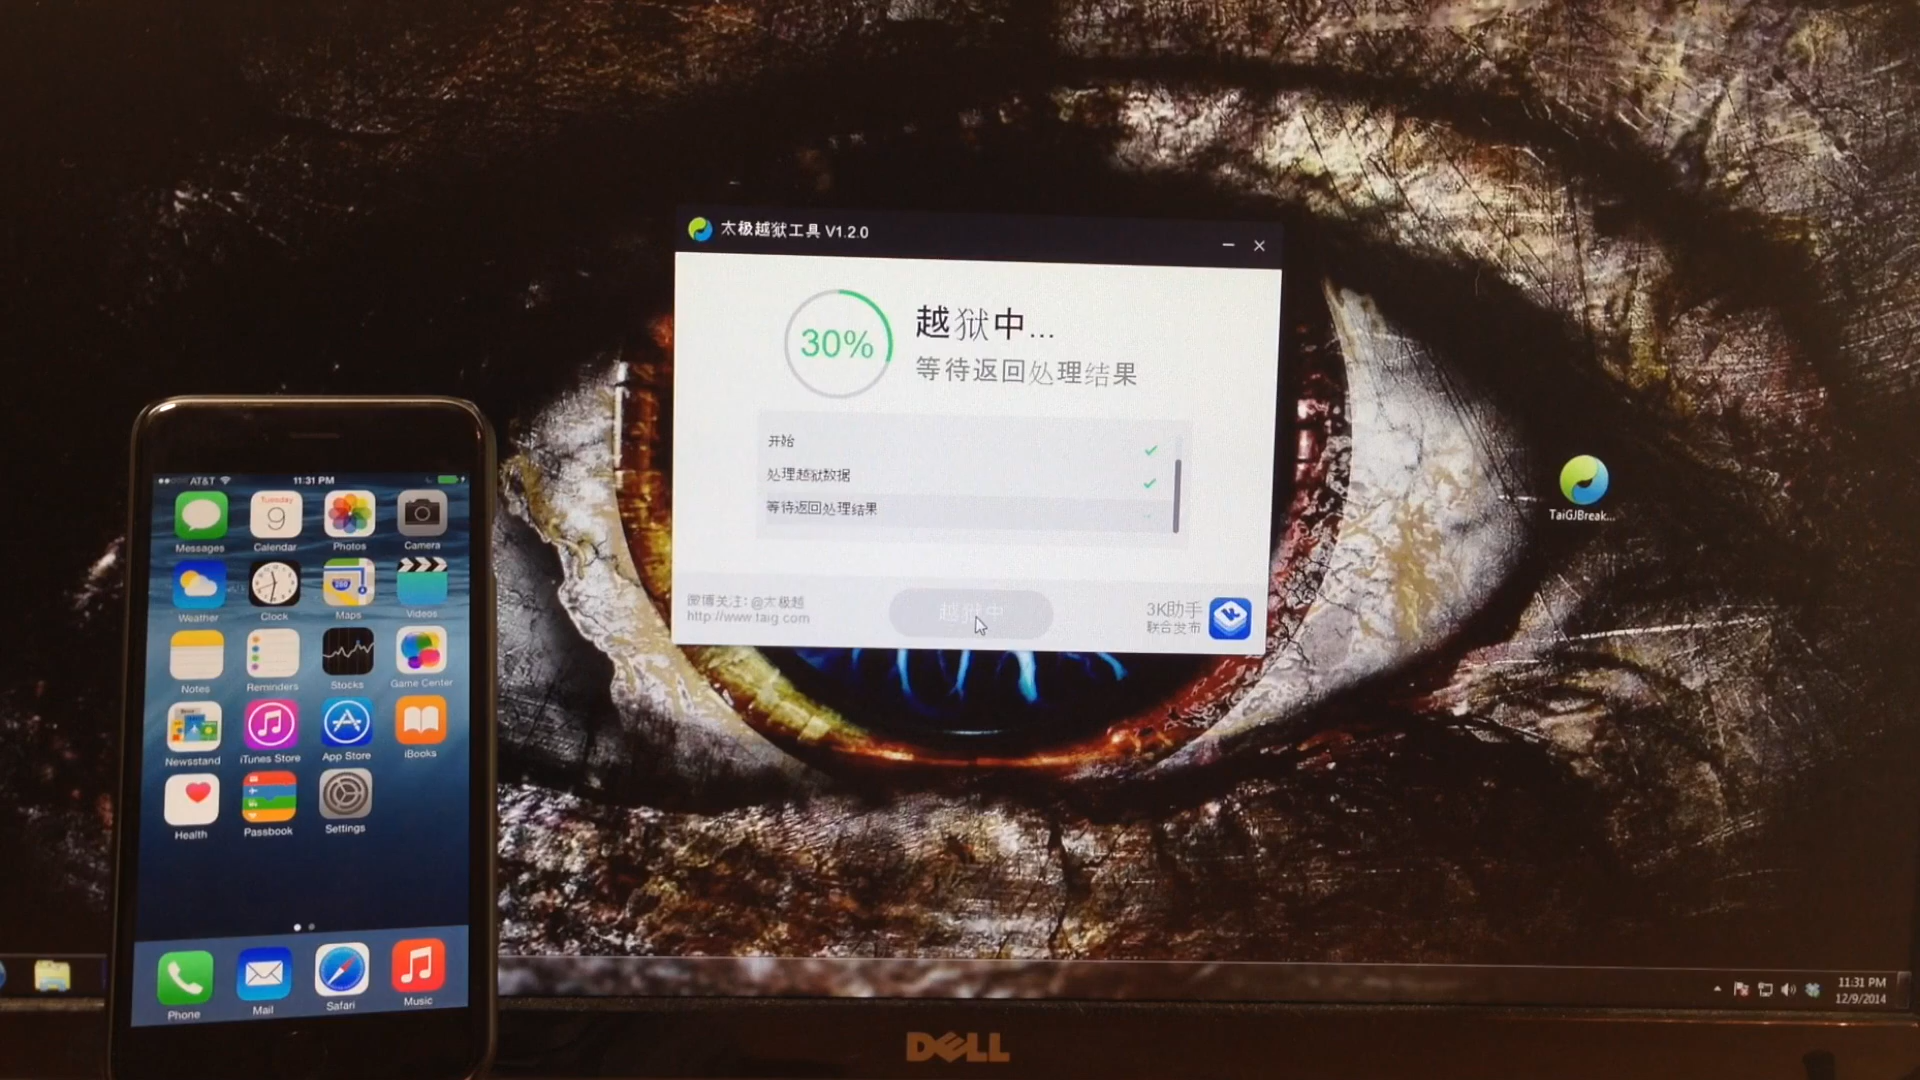 太极越狱工具 V1.2.0
30%
越狱中...
等待返回处理结果
开始
处理越狱数据
等待返回处理结果
微博关注: @太极越
http://www.taig.com
越狱中
3K助手
联合发布
TaiGJBreak...
AT&T
11:31 PM
Messages
Tuesday
9
Calendar
Photos
Camera
Weather
Clock
280
Maps
Videos
Notes
Reminders
Stocks
Game Center
Newsstand
iTunes Store
App Store
iBooks
Health
Passbook
Settings
Phone
Mail
Safari
Music
11:31 PM
12/9/2014
DELL